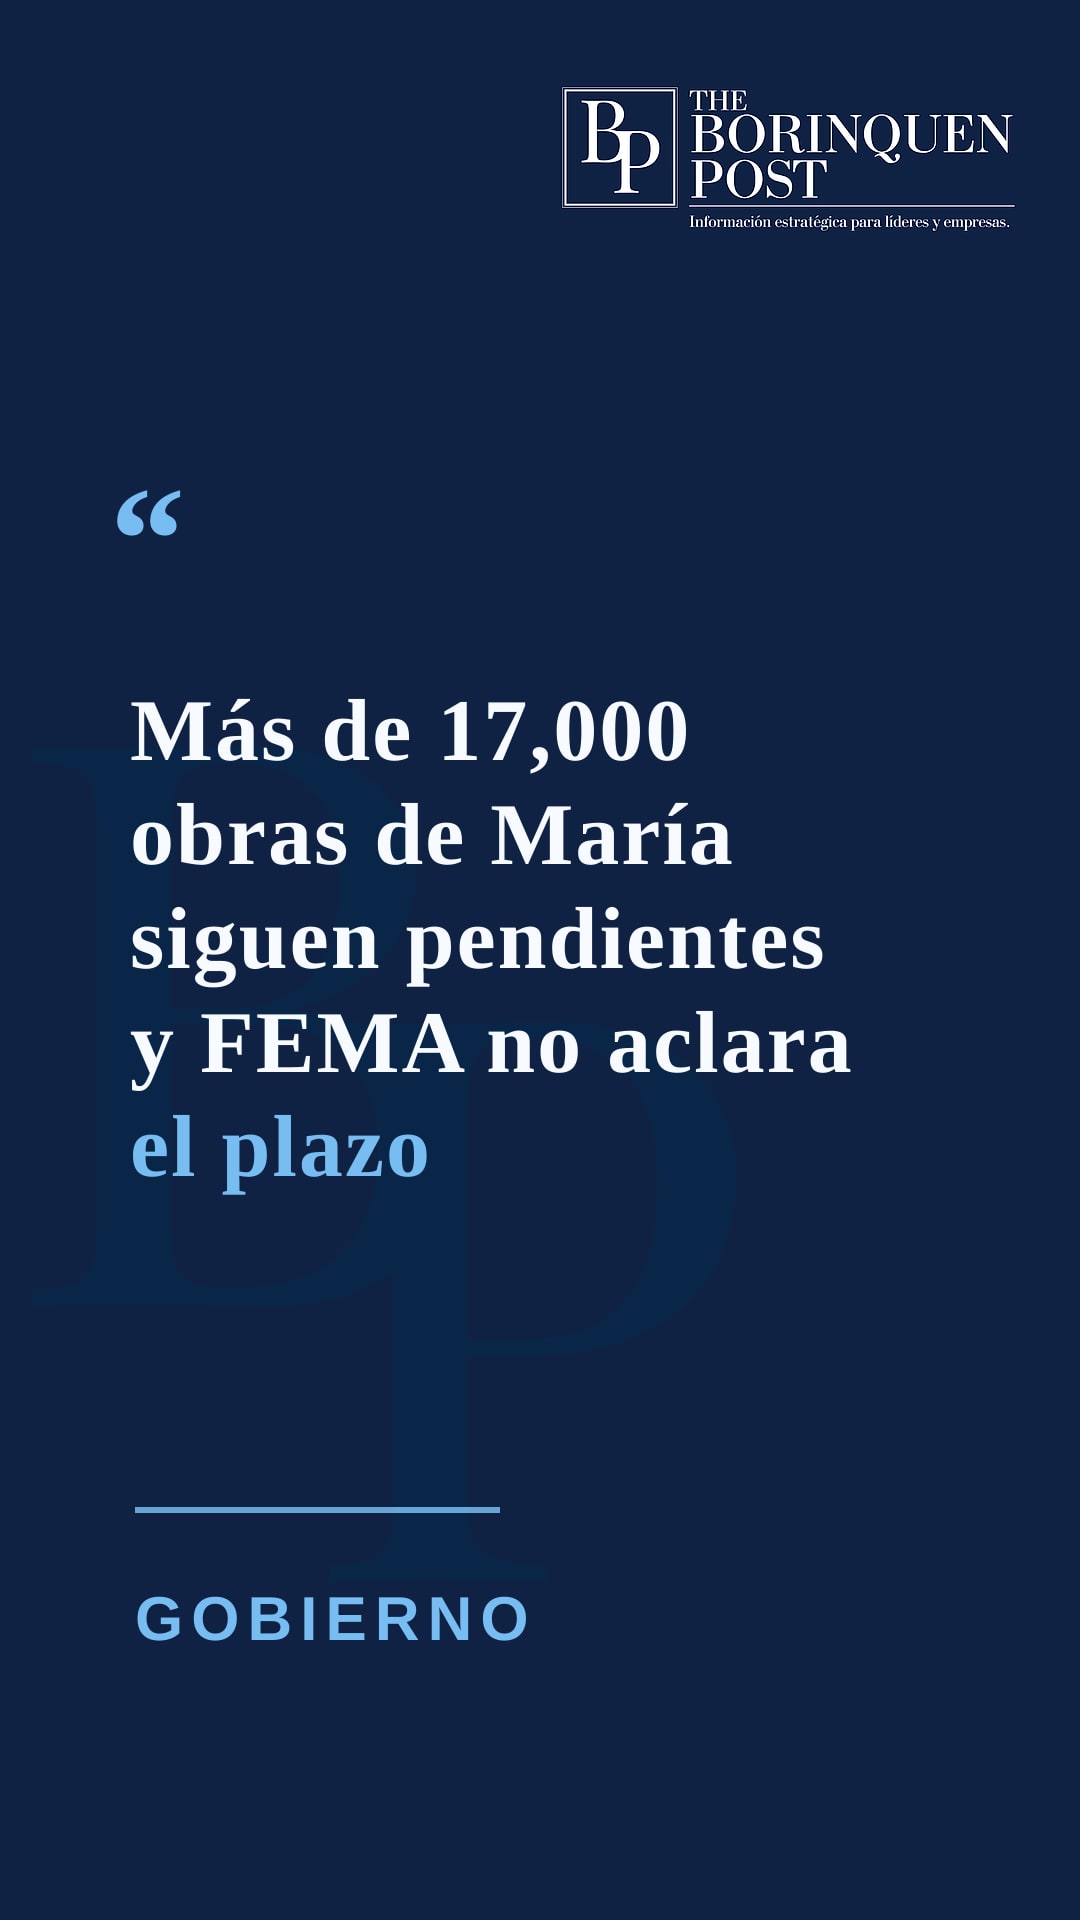 BP
THE
BORINQUEN
POST
Información estratégica para líderes y empresas.
“
Más de 17,000
obras de María
siguen pendientes
y FEMA no aclara
el plazo
GOBIERNO